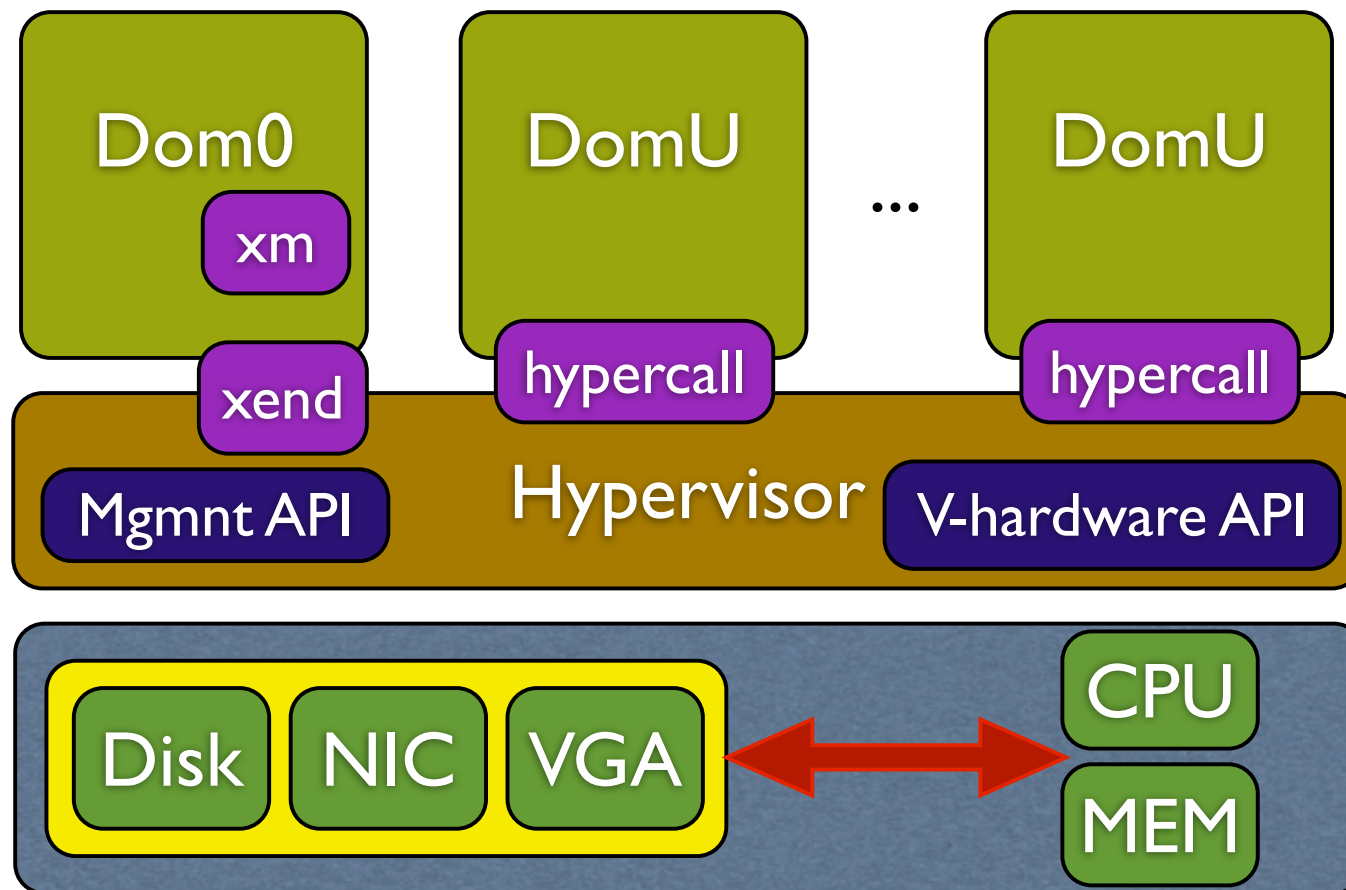 Dom0
DomU
DomU
...
xm
xend
hypercall
hypercall
Hypervisor
Mgmnt API
V-hardware API
Disk
NIC
VGA
CPU
MEM